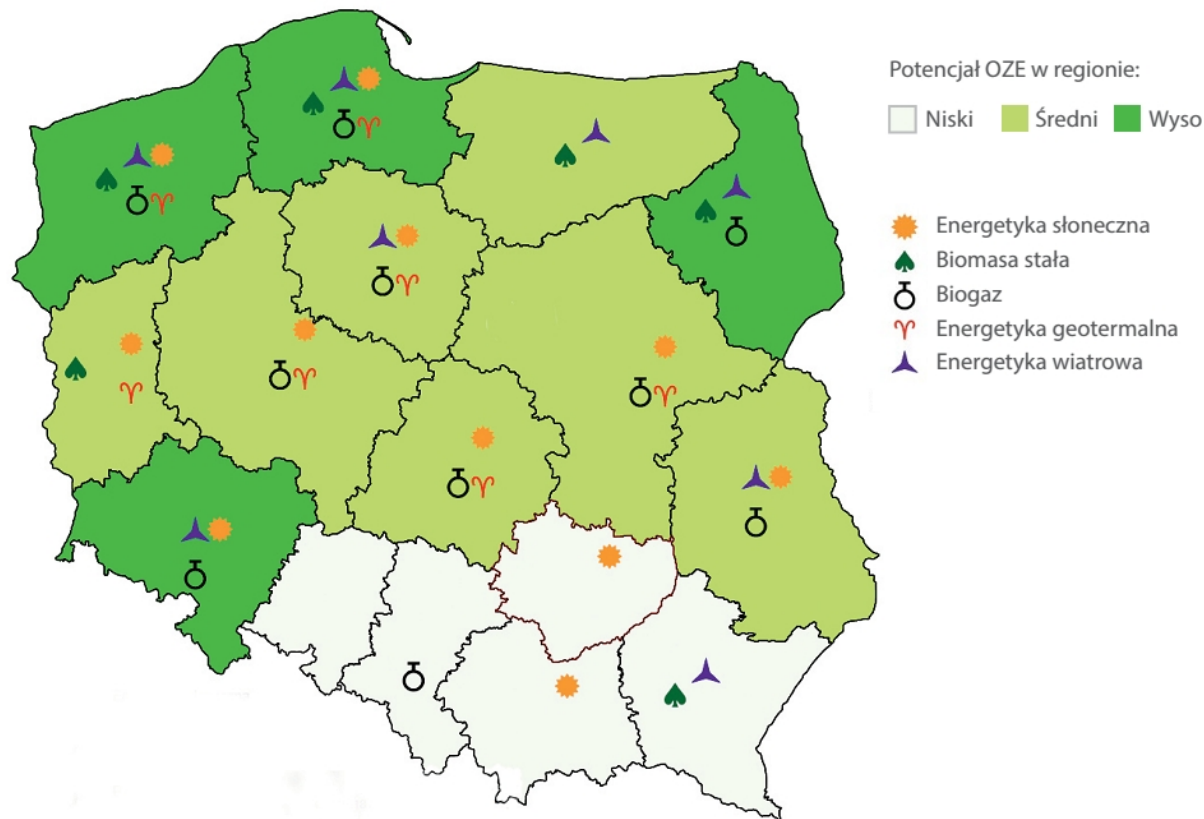 Potencjał OZE w regionie:
Niski Średni Wyso
Energetyka słoneczna
Biomasa stała
Biogaz
Energetyka geotermalna
Energetyka wiatrowa